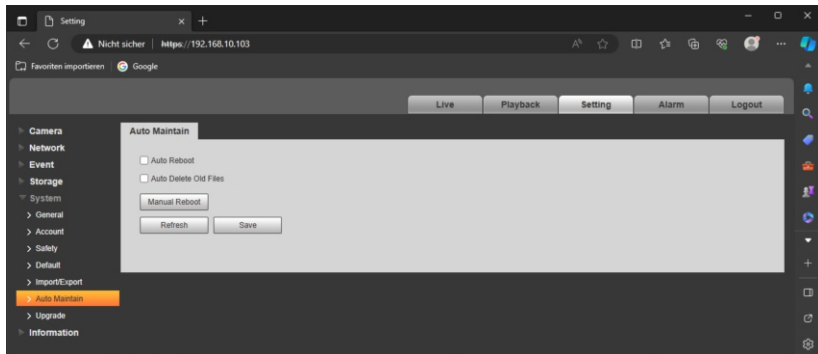 Setting
Nicht sicher https://192.168.10.103
Favoriten importieren Google
Live Playback Setting Alarm Logout
Camera
Network
Event
Storage
System
General
Account
Safety
Default
Import/Export
Auto Maintain
Upgrade
Information
Auto Maintain
Auto Reboot
Auto Delete Old Files
Manual Reboot
Refresh Save